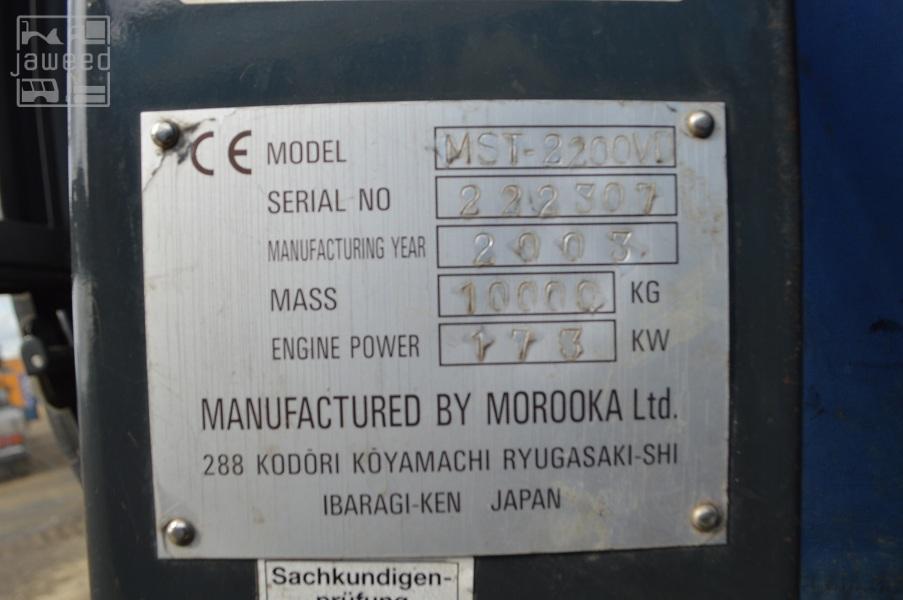 jaweed
CE MODEL MST-2200VD
SERIAL NO 222307
MANUFACTURING YEAR 2003
MASS 10000 KG
ENGINE POWER 173 KW
MANUFACTURED BY MOROOKA Ltd.
288 KODŌRI KŌYAMACHI RYUGASAKI-SHI
IBARAGI-KEN JAPAN
Sachkundigen-
prüfung